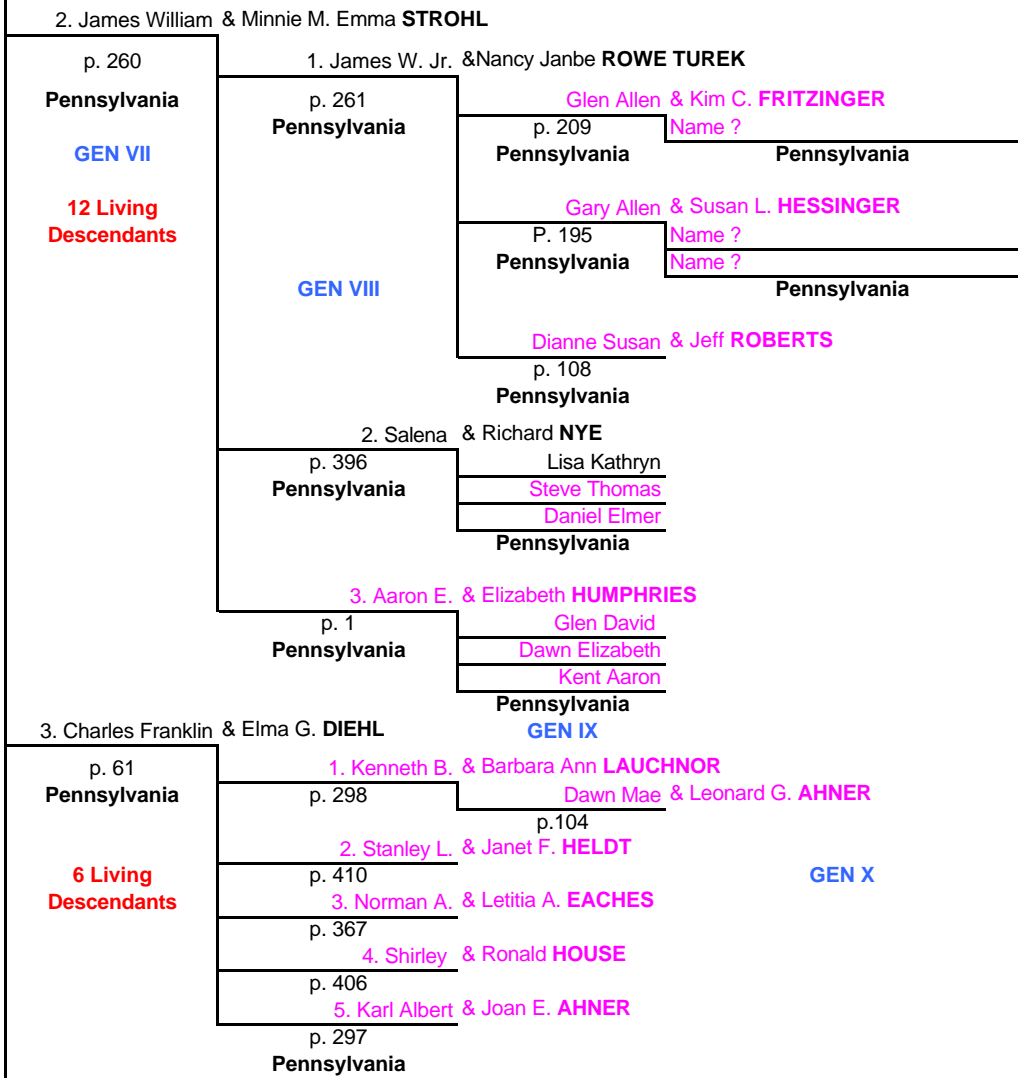 2. James William & Minnie M. Emma STROHL
p. 260
Pennsylvania
GEN VII
12 Living
Descendants
1. James W. Jr. &Nancy Janbe ROWE TUREK
p. 261
Pennsylvania
GEN VIII
Glen Allen & Kim C. FRITZINGER
p. 209
Pennsylvania
Name ?
Pennsylvania
Gary Allen & Susan L. HESSINGER
P. 195
Pennsylvania
Name ?
Name ?
Pennsylvania
Dianne Susan & Jeff ROBERTS
p. 108
Pennsylvania
2. Salena & Richard NYE
p. 396
Pennsylvania
Lisa Kathryn
Steve Thomas
Daniel Elmer
Pennsylvania
3. Aaron E. & Elizabeth HUMPHRIES
p. 1
Pennsylvania
Glen David
Dawn Elizabeth
Kent Aaron
Pennsylvania
GEN IX
3. Charles Franklin & Elma G. DIEHL
p. 61
Pennsylvania
6 Living
Descendants
1. Kenneth B. & Barbara Ann LAUCHNOR
p. 298
Dawn Mae & Leonard G. AHNER
p.104
2. Stanley L. & Janet F. HELDT
p. 410
GEN X
3. Norman A. & Letitia A. EACHES
p. 367
4. Shirley & Ronald HOUSE
p. 406
5. Karl Albert & Joan E. AHNER
p. 297
Pennsylvania